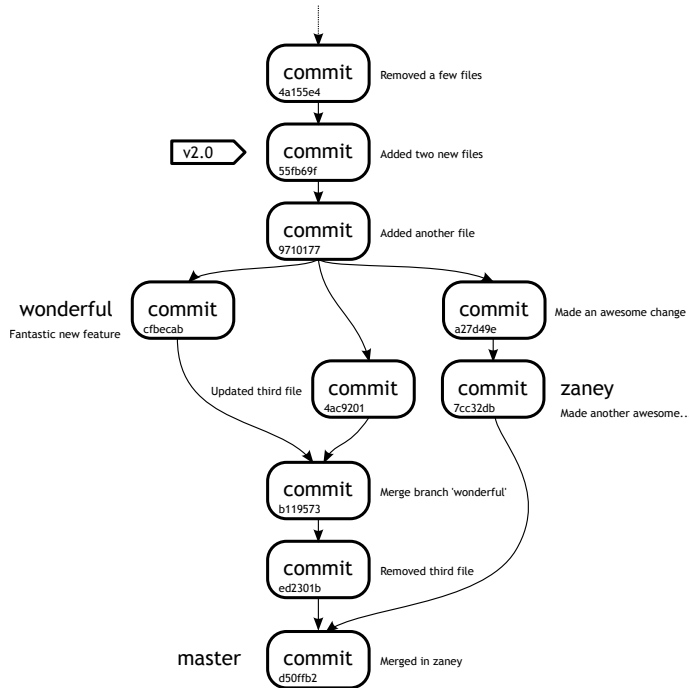 commit
4a155e4
Removed a few files
v2.0
commit
55fb69f
Added two new files
commit
9710177
Added another file
wonderful
Fantastic new feature
commit
cfbecab
commit
a27d49e
Made an awesome change
Updated third file
commit
4ac9201
commit
7cc32db
zaney
Made another awesome..
commit
b119573
Merge branch 'wonderful'
commit
ed2301b
Removed third file
master
commit
d50ffb2
Merged in zaney